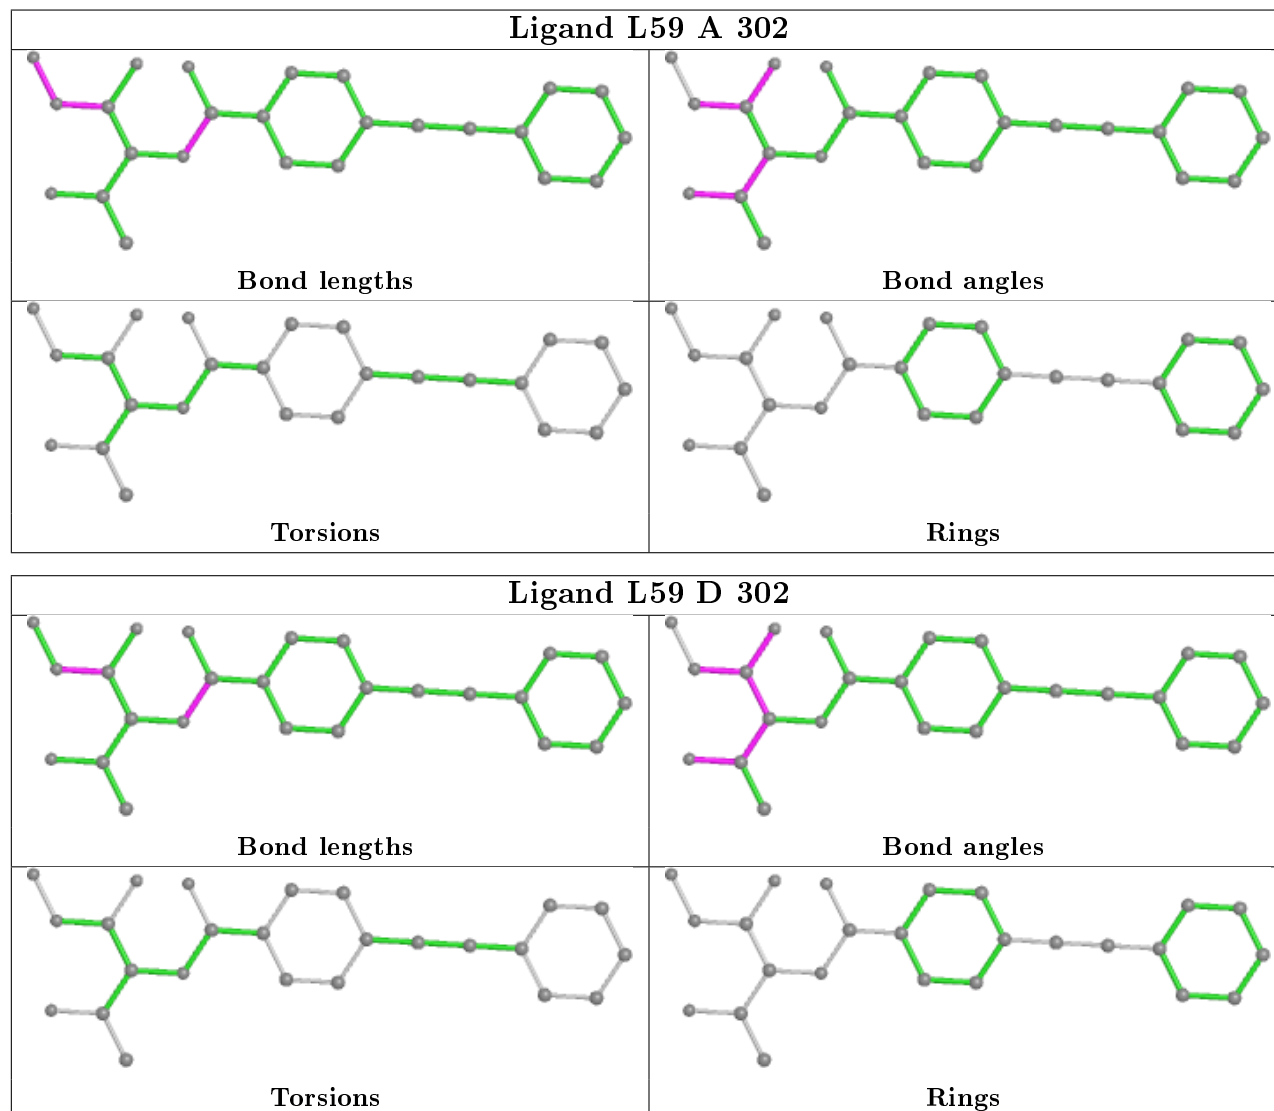 Ligand L59 A 302
Bond lengths
Bond angles
Torsions
Rings
Ligand L59 D 302
Bond lengths
Bond angles
Torsions
Rings